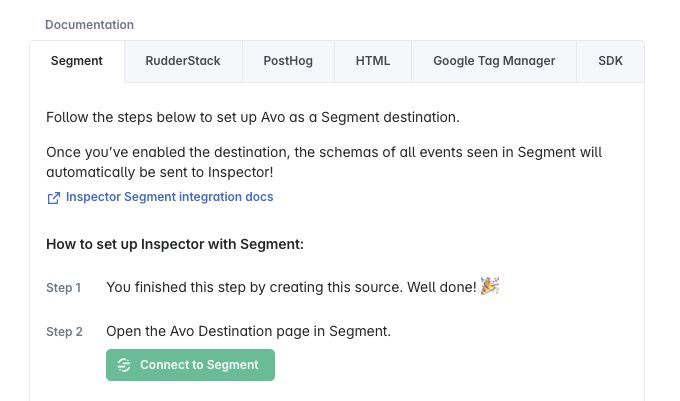 Documentation
Segment
RudderStack
PostHog
HTML
Google Tag Manager
SDK
Follow the steps below to set up Avo as a Segment destination.
Once you’ve enabled the destination, the schemas of all events seen in Segment will
automatically be sent to Inspector!
Inspector Segment integration docs
How to set up Inspector with Segment:
Step 1 You finished this step by creating this source. Well done! 🎉
Step 2 Open the Avo Destination page in Segment.
Connect to Segment